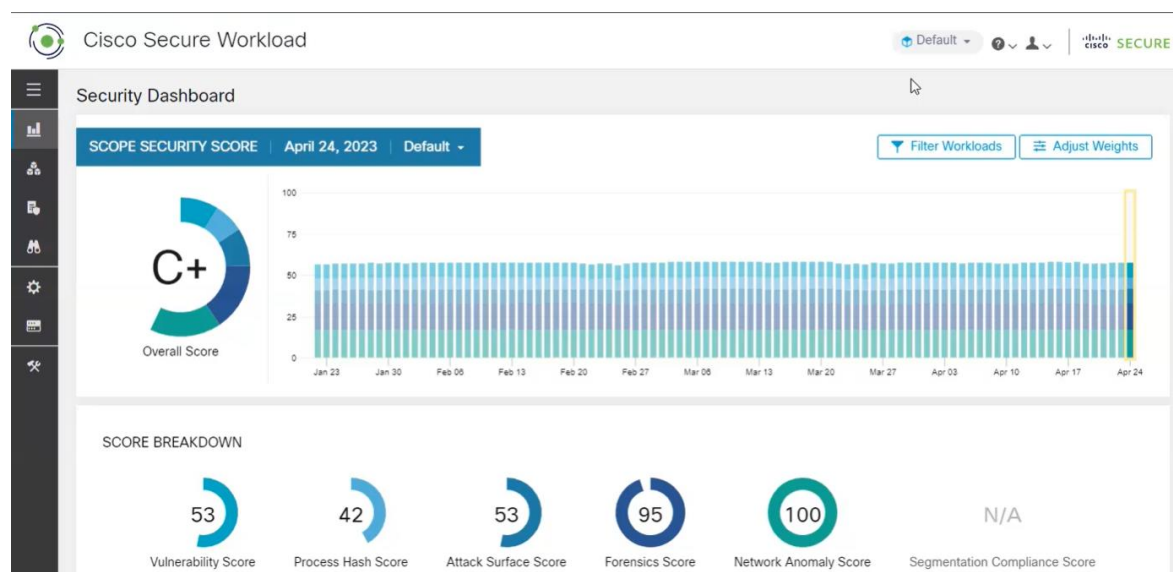 Cisco Secure Workload
Default
cisco SECURE
Security Dashboard
SCOPE SECURITY SCORE April 24, 2023 Default
Filter Workloads Adjust Weights
C+
Overall Score
100
75
50
25
0
Jan 23 Jan 30 Feb 06 Feb 13 Feb 20 Feb 27 Mar 06 Mar 13 Mar 20 Mar 27 Apr 03 Apr 10 Apr 17 Apr 24
SCORE BREAKDOWN
53 42 53 95 100 N/A
Vulnerability Score Process Hash Score Attack Surface Score Forensics Score Network Anomaly Score Segmentation Compliance Score